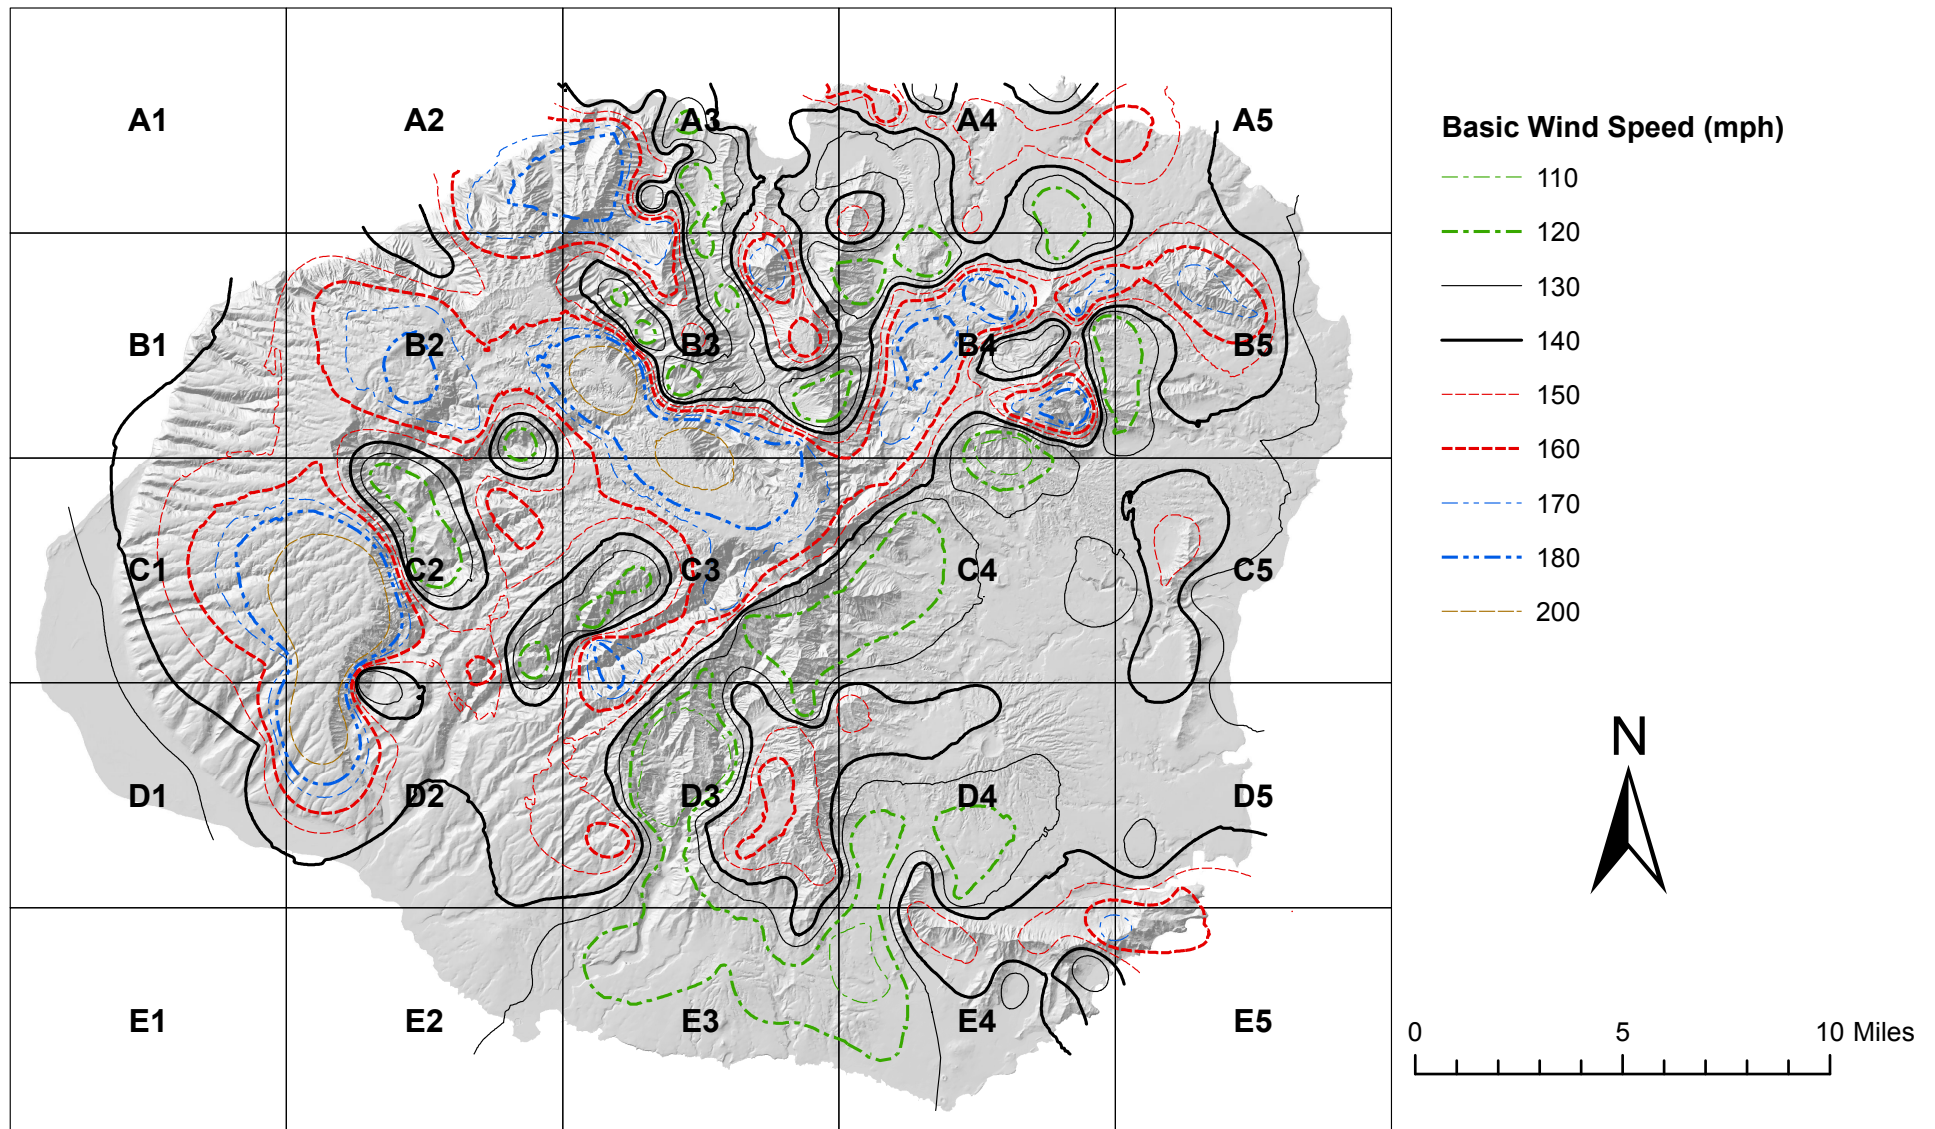 A1 A2 A3 A4 A5
B1 B2 B3 B4 B5
C1 C2 C3 C4 C5
D1 D2 D3 D4 D5
E1 E2 E3 E4 E5
Basic Wind Speed (mph)
110
120
130
140
150
160
170
180
200
N
0 5 10 Miles